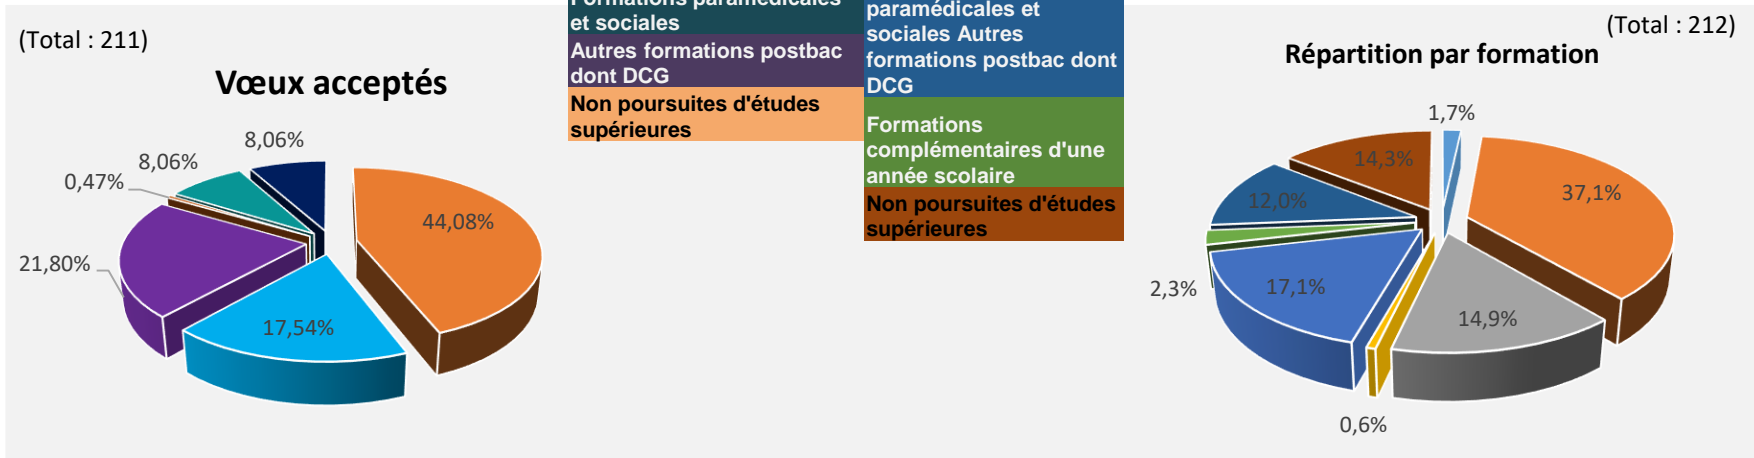 (Total : 211)
Vœux acceptés
8,06%
8,06%
0,47%
44,08%
21,80%
17,54%
Formations paramédicales
et sociales
Autres formations postbac
dont DCG
Non poursuites d'études
supérieures
paramédicales et
sociales Autres
formations postbac dont
DCG
Formations
complémentaires d'une
année scolaire
Non poursuites d'études
supérieures
(Total : 212)
Répartition par formation
1,7%
14,3%
37,1%
12,0%
2,3%
17,1%
14,9%
0,6%